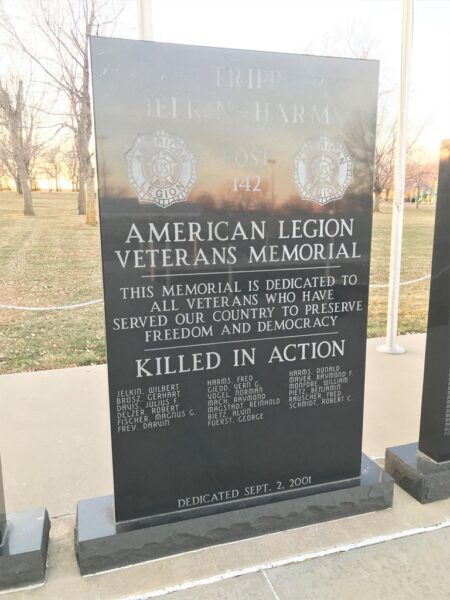 TRIPP
JELKIN-HARMS
POST
142
AMERICAN
LEGION
AMERICAN
LEGION
AMERICAN LEGION
VETERANS MEMORIAL
THIS MEMORIAL IS DEDICATED TO
ALL VETERANS WHO HAVE
SERVED OUR COUNTRY TO PRESERVE
FREEDOM AND DEMOCRACY
KILLED IN ACTION
JELKIN, WILBERT
BROSZ, GERHART
DAVIS, JULIUS F.
DELZER, ROBERT
FISCHER, MAGNUS G.
FREY, DARVIN
HARMS, FRED
GIEDD, VERN G.
VOGEL, NORMAN
MACH, RAYMOND
MAGSTADT, REINHOLD
BIETZ, ALVIN
FUERST, GEORGE
HARMS, DONALD
MAYER, RAYMOND F.
MONFORE, WILLIAM
PIETZ, BENJAMIN
RAUSCHER, FRED
SCHMIDT, ROBERT C.
DEDICATED SEPT. 2, 2001